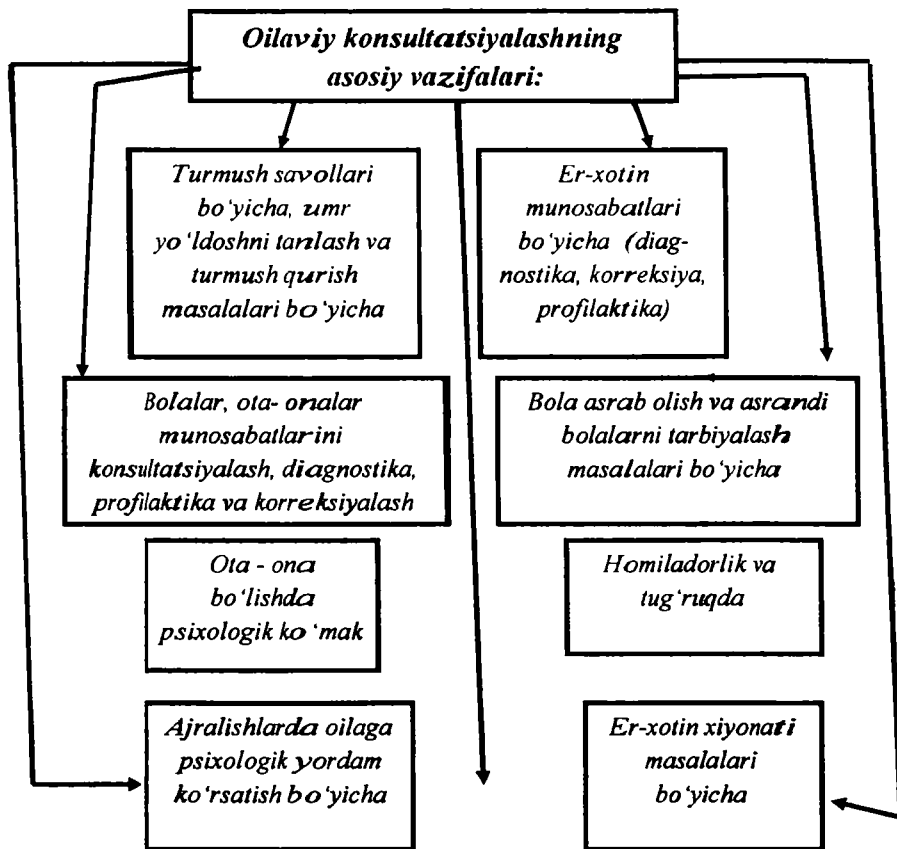 Oilaviy konsultatsiyalashning
asosiy vazifalari:
Turmush savollari
bo‘yicha, umr
yo‘ldoshni tanlash va
turmush qurish
masalalari bo‘yicha
Er-xotin
munosabatlari
bo‘yicha (diag-
nostika, korreksiya,
profilaktika)
Bolalar, ota- onalar
munosabatlarini
konsultatsiyalash, diagnostika,
profilaktika va korreksiyalash
Bola asrab olish va asrandi
bolalarni tarbiyalash
masalalari bo‘yicha
Ota - ona
bo‘lishda
psixologik ko‘mak
Homiladorlik va
tug‘ruqda
Ajralishlarda oilaga
psixologik yordam
ko‘rsatish bo‘yicha
Er-xotin xiyonati
masalalari
bo‘yicha